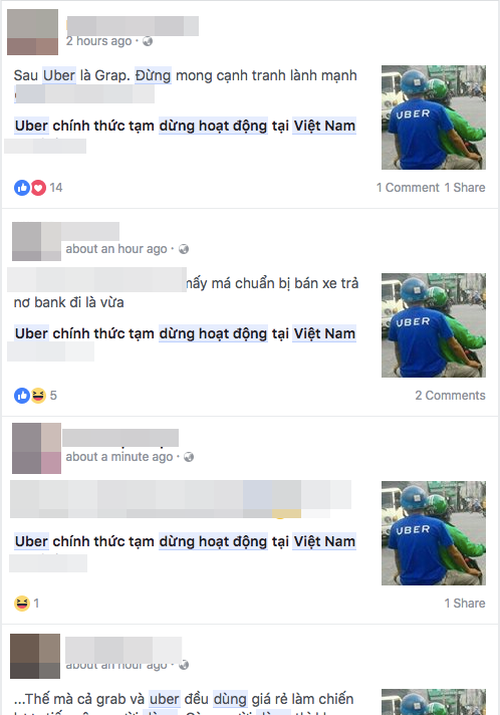 2 hours ago ·
Sau Uber là Grap. Đừng mong cạnh tranh lành mạnh
Uber chính thức tạm dừng hoạt động tại Việt Nam
UBER
14
1 Comment 1 Share
about an hour ago ·
mấy má chuẩn bị bán xe trả
nơ bank đi là vừa
Uber chính thức tạm dừng hoạt động tại Việt Nam
UBER
5
2 Comments
about a minute ago ·
Uber chính thức tạm dừng hoạt động tại Việt Nam
UBER
1
1 Share
about an hour ago ·
...Thế mà cả grab và uber đều dùng giá rẻ làm chiến